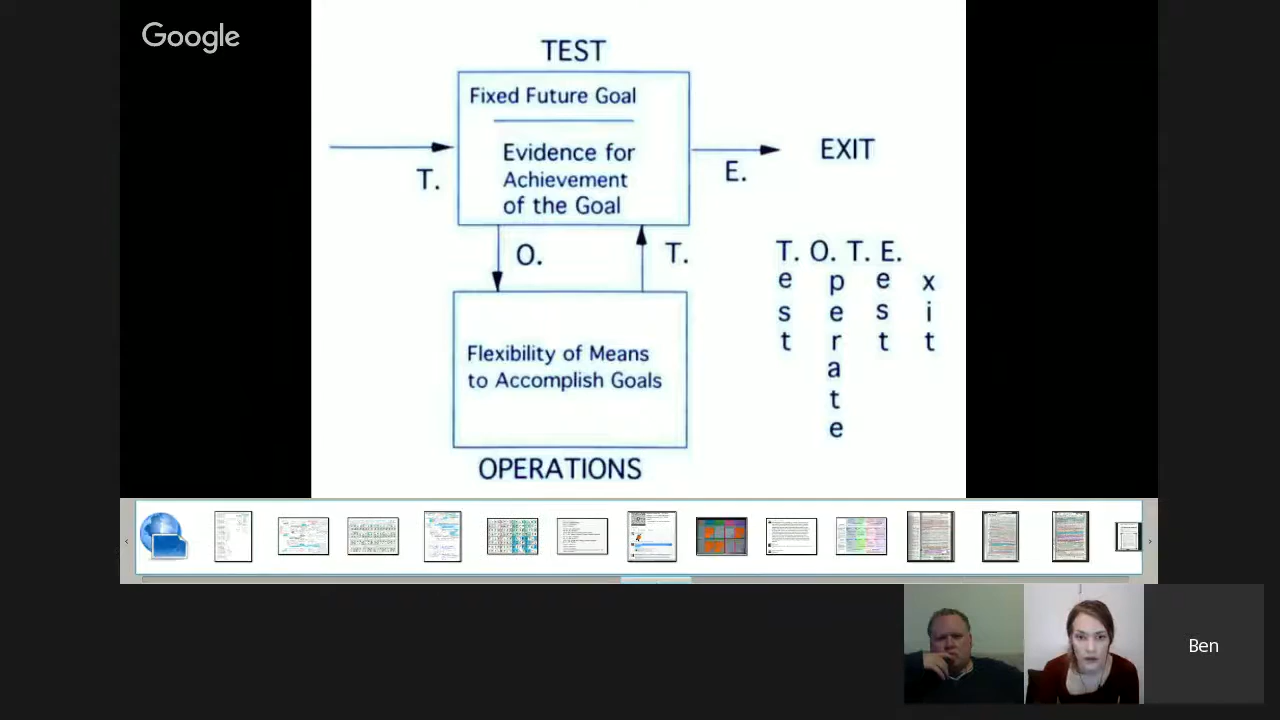 Google
TEST
Fixed Future Goal
Evidence for
Achievement
of the Goal
T.
E.
EXIT
O.
T.
Flexibility of Means
to Accomplish Goals
OPERATIONS
T. O. T. E.
e p e x
s e s i
t r t t
a
t
e
Ben